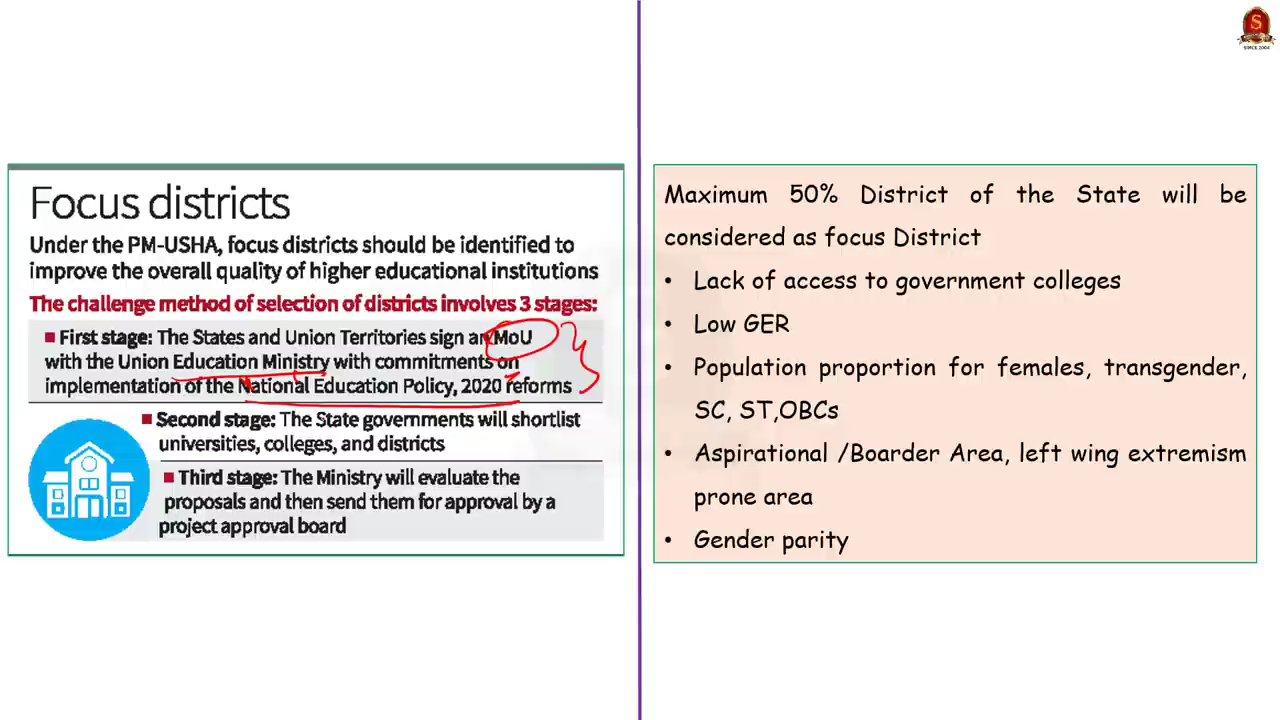 S
SINCE 2004
Focus districts
Under the PM-USHA, focus districts should be identified to
improve the overall quality of higher educational institutions
The challenge method of selection of districts involves 3 stages:
■ First stage: The States and Union Territories sign an MoU
with the Union Education Ministry with commitments on
implementation of the National Education Policy, 2020 reforms
■ Second stage: The State governments will shortlist
universities, colleges, and districts
■ Third stage: The Ministry will evaluate the
proposals and then send them for approval by a
project approval board
Maximum 50% District of the State will be
considered as focus District
• Lack of access to government colleges
• Low GER
• Population proportion for females, transgender,
SC, ST,OBCs
• Aspirational /Boarder Area, left wing extremism
prone area
• Gender parity